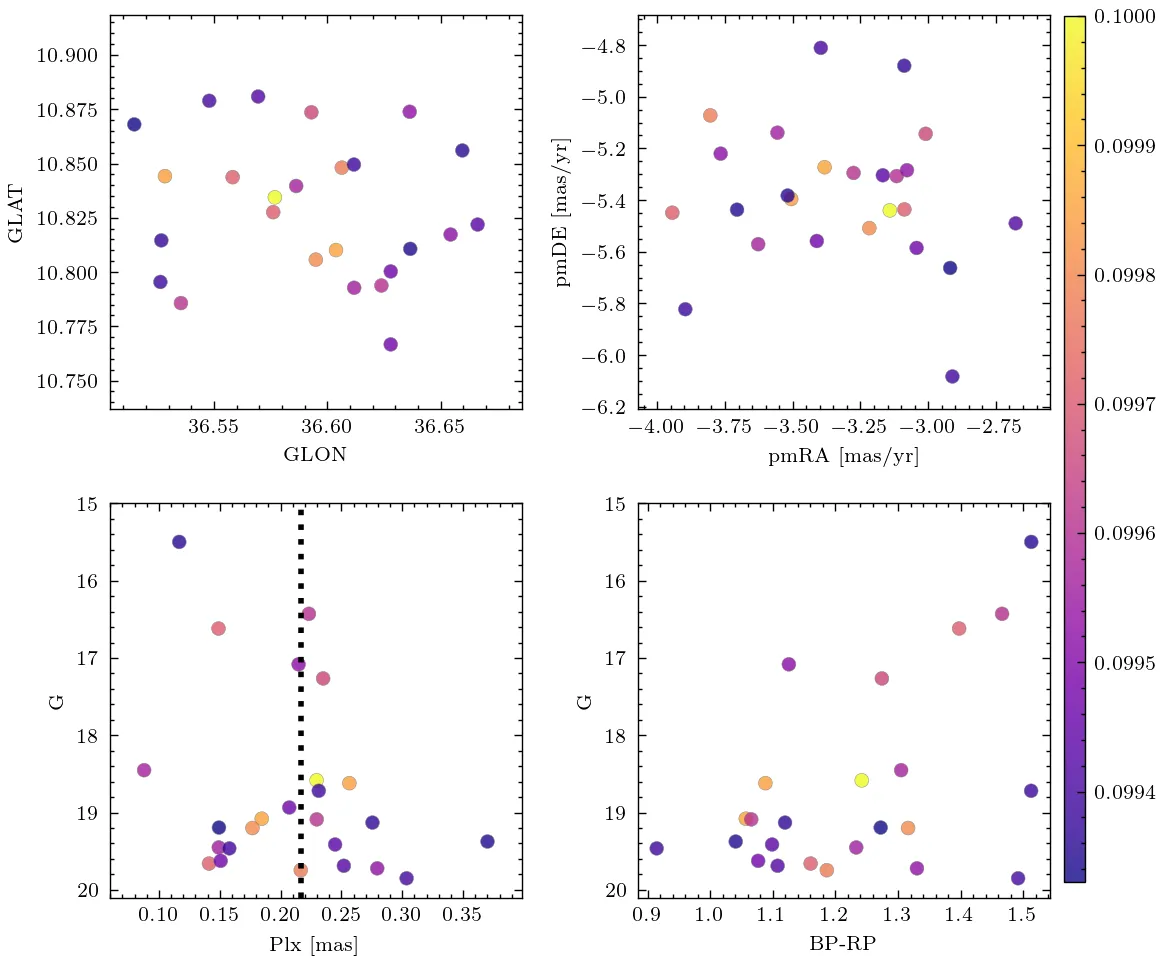 10.900
10.875
10.850
10.825
10.800
10.775
10.750
GLAT
36.55 36.60 36.65
GLON
−4.8
−5.0
−5.2
−5.4
−5.6
−5.8
−6.0
−6.2
pmDE [mas/yr]
−4.00 −3.75 −3.50 −3.25 −3.00 −2.75
pmRA [mas/yr]
15
16
17
18
19
20
G
0.10 0.15 0.20 0.25 0.30 0.35
Plx [mas]
15
16
17
18
19
20
G
0.9 1.0 1.1 1.2 1.3 1.4 1.5
BP-RP
0.1000
0.0999
0.0998
0.0997
0.0996
0.0995
0.0994